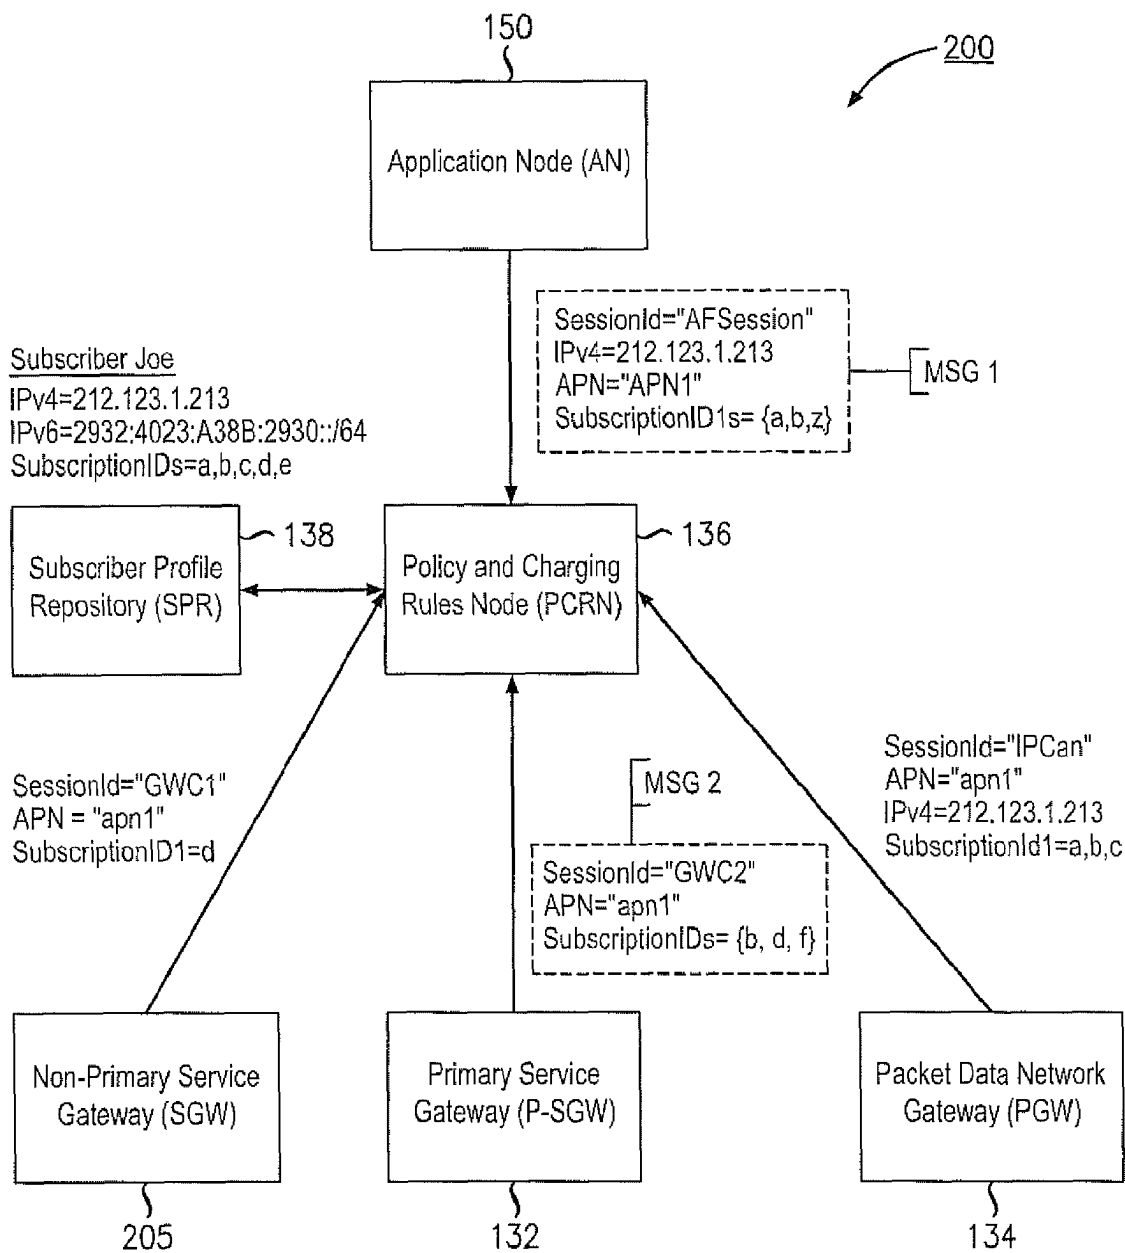 150
200
Application Node (AN)
SessionId="AFSession"
IPv4=212.123.1.213
APN="APN1"
SubscriptionID1s= {a,b,z}
MSG 1
Subscriber Joe
IPv4=212.123.1.213
IPv6=2932:4023:A38B:2930::/64
SubscriptionIDs=a,b,c,d,e
138
136
Subscriber Profile
Repository (SPR)
Policy and Charging
Rules Node (PCRN)
SessionId="GWC1"
APN = "apn1"
SubscriptionID1=d
MSG 2
SessionId="GWC2"
APN="apn1"
SubscriptionIDs= {b, d, f}
SessionId="IPCan"
APN="apn1"
IPv4=212.123.1.213
SubscriptionId1=a,b,c
Non-Primary Service
Gateway (SGW)
Primary Service
Gateway (P-SGW)
Packet Data Network
Gateway (PGW)
205
132
134